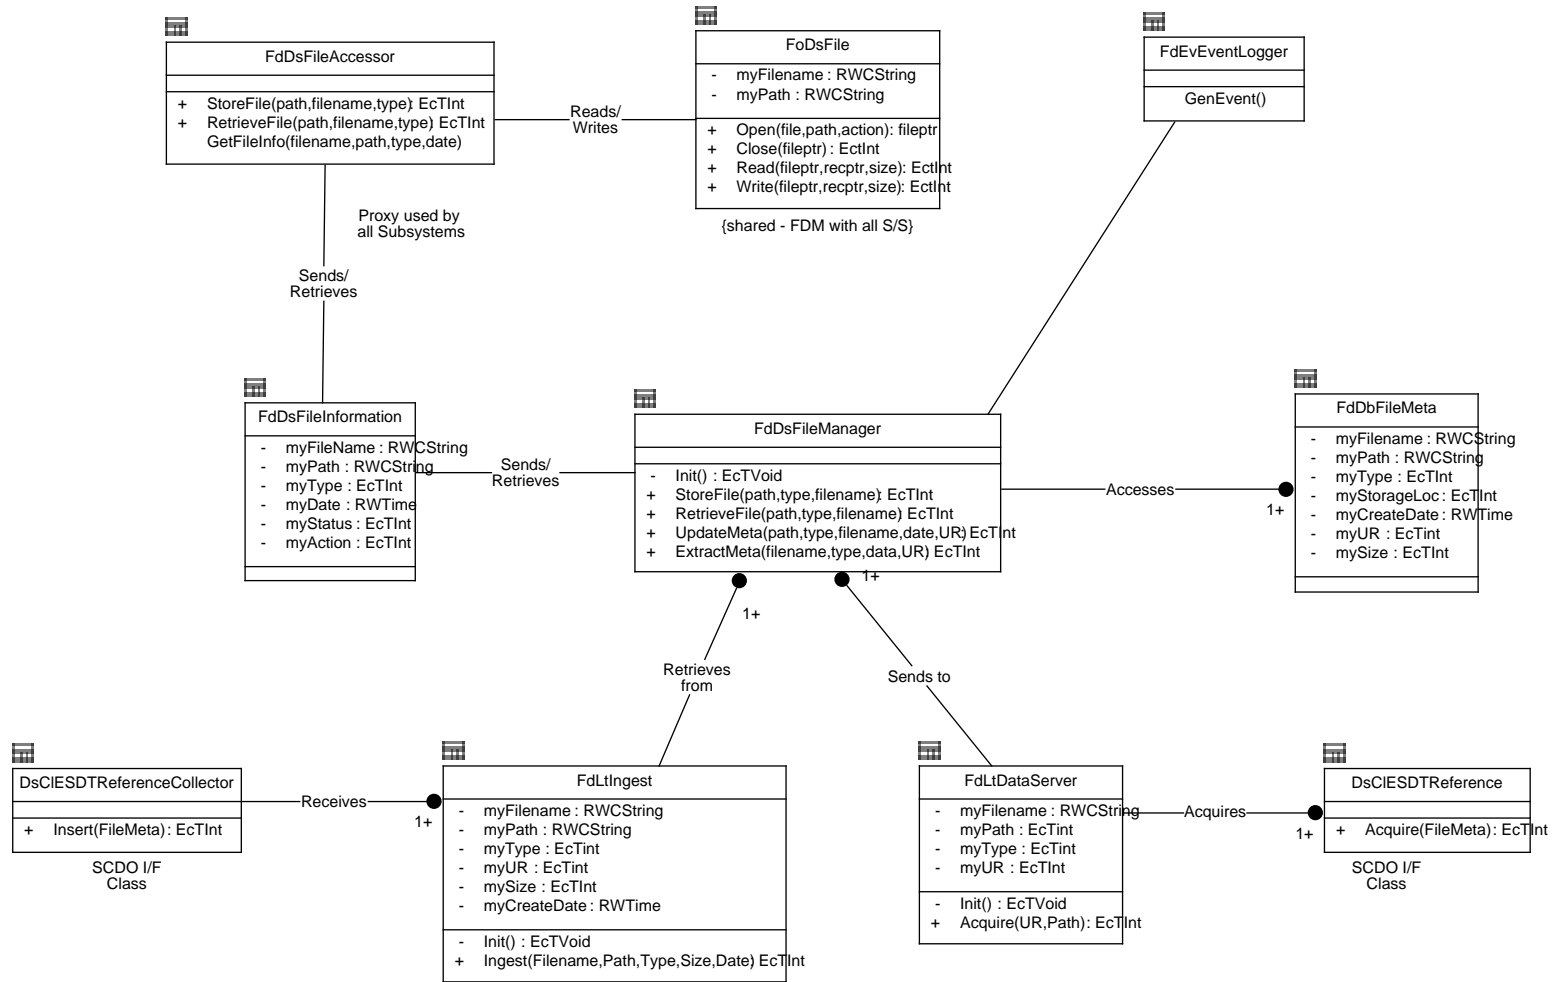 FdDsFileAccessor
+ StoreFile(path,filename,type): EcTInt
+ RetrieveFile(path,filename,type) EcTInt
GetFileInfo(filename,path,type,date)
Reads/
Writes
FoDsFile
- myFilename : RWCString
- myPath : RWCString
+ Open(file,path,action): fileptr
+ Close(fileptr) : EctInt
+ Read(fileptr,recptr,size): EctInt
+ Write(fileptr,recptr,size): EctInt
{shared - FDM with all S/S}
FdEvEventLogger
GenEvent()
Proxy used by
all Subsystems
Sends/
Retrieves
FdDsFileInformation
- myFileName : RWCString
- myPath : RWCString
- myType : EcTInt
- myDate : RWTime
- myStatus : EcTInt
- myAction : EcTInt
Sends/
Retrieves
FdDsFileManager
- Init() : EcTVoid
+ StoreFile(path,type,filename): EcTInt
+ RetrieveFile(path,type,filename): EcTInt
+ UpdateMeta(path,type,filename,date,UR): EcTInt
+ ExtractMeta(filename,type,data,UR) EcTInt
Accesses
1+
FdDbFileMeta
- myFilename : RWCString
- myPath : RWCString
- myType : EcTInt
- myStorageLoc : EcTInt
- myCreateDate : RWTime
- myUR : ECTint
- mySize : EcTInt
1+
1+
Retrieves
from
Sends to
DsClESDTReferenceCollector
+ Insert(FileMeta) : EcTInt
SCDO I/F
Class
Receives
1+
FdLtIngest
- myFilename : RWCString
- myPath : RWCString
- myType : EcTint
- myUR : EcTint
- mySize : EcTInt
- myCreateDate : RWTime
- Init() : EcTVoid
+ Ingest(Filename,Path,Type,Size,Date) EcTInt
FdLtDataServer
- myFilename : RWCString
- myPath : EcTint
- myType : EcTint
- myUR : EcTInt
- Init() : EcTVoid
+ Acquire(UR,Path): EcTInt
Acquires
1+
DsClESDTReference
+ Acquire(FileMeta) : EcTInt
SCDO I/F
Class